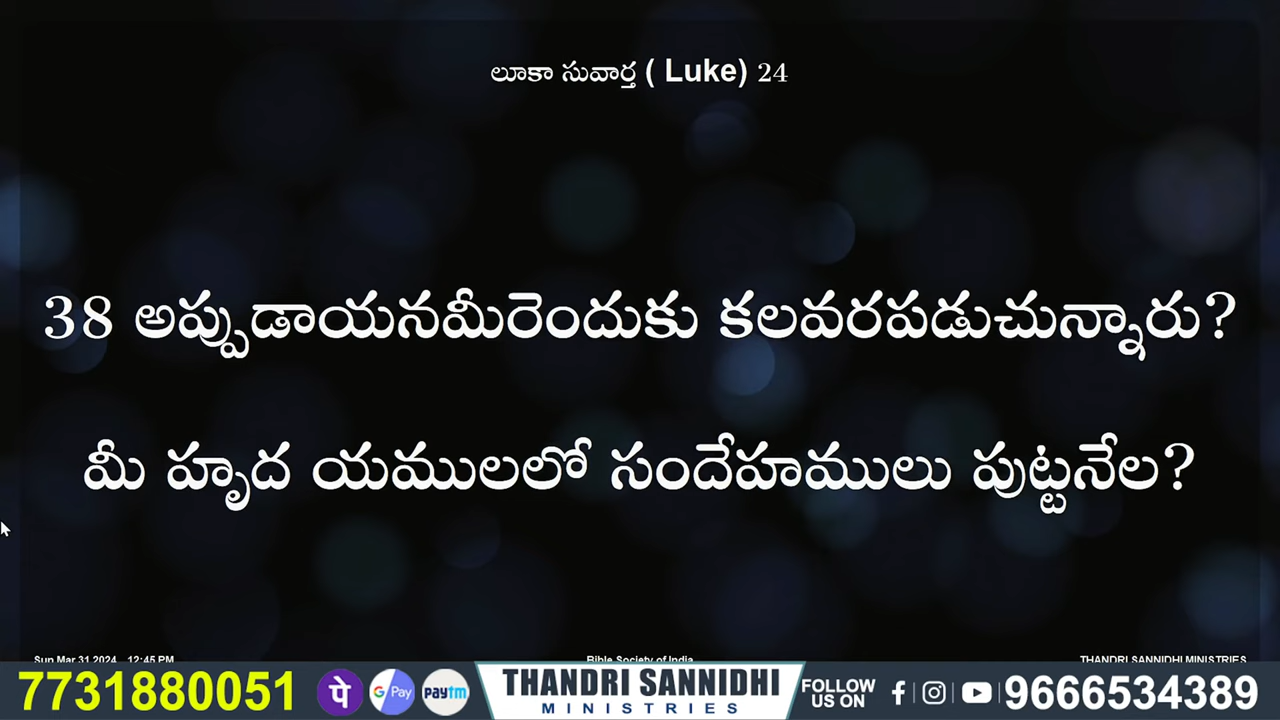 లూకా సువార్త ( Luke) 24
38 అప్పుడాయనమీరెందుకు కలవరపడుచున్నారు?
మీ హృద యములలో సందేహములు పుట్టనేల?
Sun Mar 31 2024 12:45 PM
Bible Society of India
THANDRI SANNIDHI MINISTRIES
7731880051
पे
G Pay
paytm
THANDRI SANNIDHI
MINISTRIES
FOLLOW
US ON
9666534389